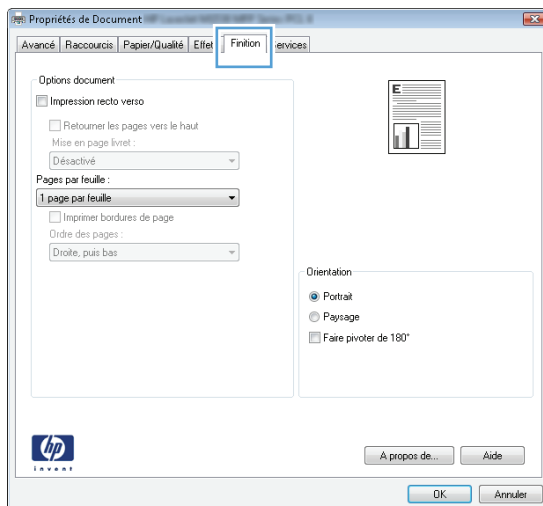 Propriétés de Document
Avancé Raccourcis Papier/Qualité Effet Finition ervices
Options document
Impression recto verso
Retourner les pages vers le haut
Mise en page livret :
Désactivé
Pages par feuille :
1 page par feuille
Imprimer bordures de page
Ordre des pages :
Droite, puis bas
E
Orientation
Portrait
Paysage
Faire pivoter de 180°
hp
invent
A propos de... Aide
OK Annuler